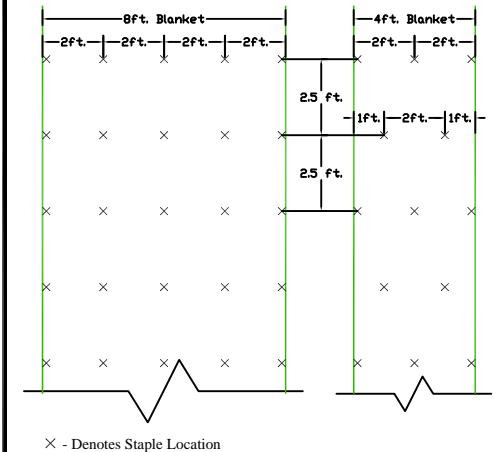 8ft. Blanket
4ft. Blanket
2ft. 2ft. 2ft. 2ft.
2ft. 2ft.
2.5 ft.
1ft. 2ft. 1ft.
2.5 ft.
× - Denotes Staple Location